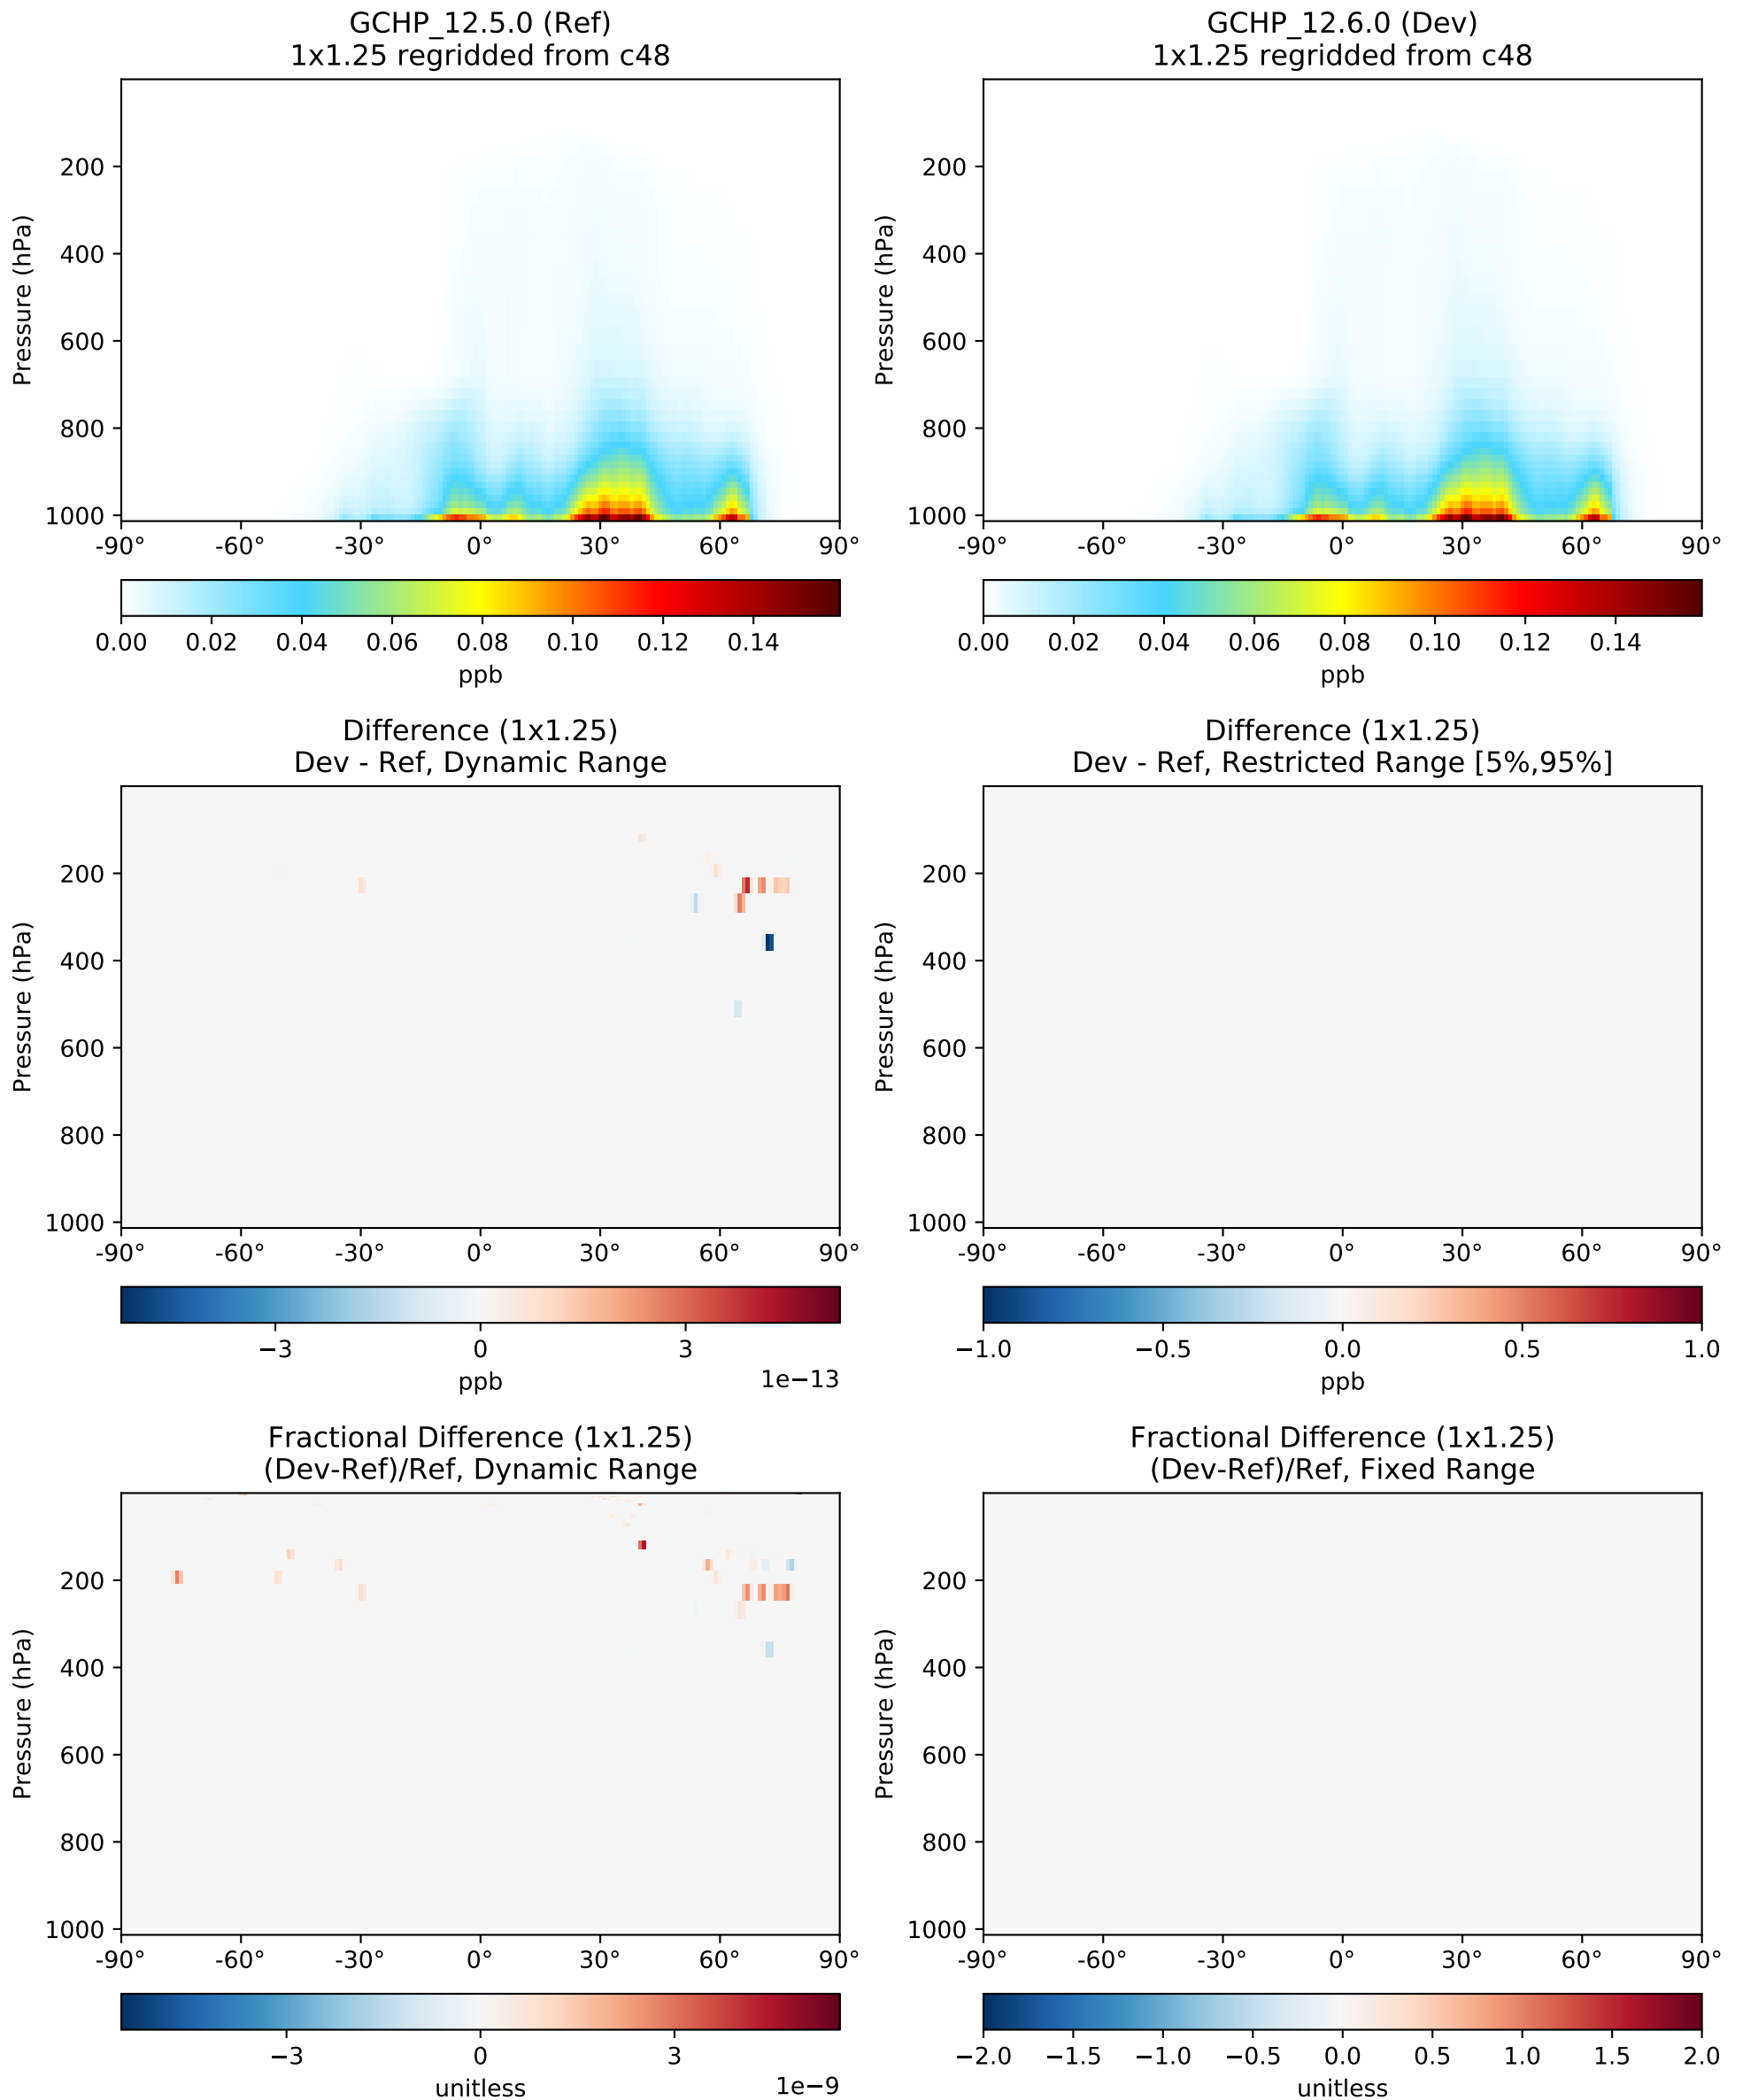 GCHP_12.5.0 (Ref)
1x1.25 regridded from c48
Pressure (hPa)
200
400
600
800
1000
-90° -60° -30° 0° 30° 60° 90°
0.00 0.02 0.04 0.06 0.08 0.10 0.12 0.14
ppb
GCHP_12.6.0 (Dev)
1x1.25 regridded from c48
Pressure (hPa)
200
400
600
800
1000
-90° -60° -30° 0° 30° 60° 90°
0.00 0.02 0.04 0.06 0.08 0.10 0.12 0.14
ppb
Difference (1x1.25)
Dev - Ref, Dynamic Range
Pressure (hPa)
200
400
600
800
1000
-90° -60° -30° 0° 30° 60° 90°
−3 0 3
ppb 1e−13
Difference (1x1.25)
Dev - Ref, Restricted Range [5%,95%]
Pressure (hPa)
200
400
600
800
1000
-90° -60° -30° 0° 30° 60° 90°
−1.0 −0.5 0.0 0.5 1.0
ppb
Fractional Difference (1x1.25)
(Dev-Ref)/Ref, Dynamic Range
Pressure (hPa)
200
400
600
800
1000
-90° -60° -30° 0° 30° 60° 90°
−3 0 3
unitless 1e−9
Fractional Difference (1x1.25)
(Dev-Ref)/Ref, Fixed Range
Pressure (hPa)
200
400
600
800
1000
-90° -60° -30° 0° 30° 60° 90°
−2.0 −1.5 −1.0 −0.5 0.0 0.5 1.0 1.5 2.0
unitless